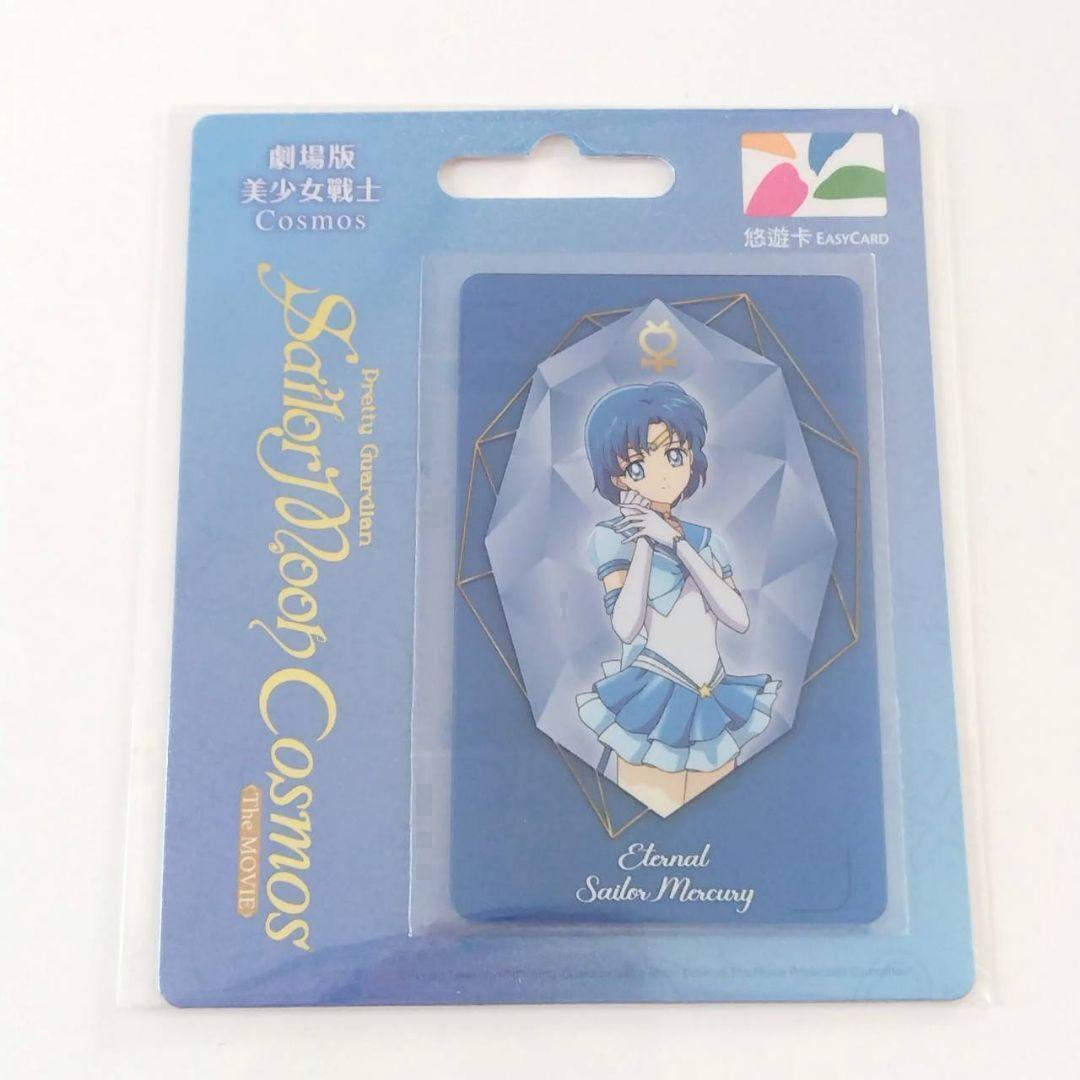 劇場版
美少女戰士
Cosmos
悠遊卡 EASYCARD
Pretty Guardian
Sailor Moon Cosmos
The MOVIE
Eternal
Sailor Mercury